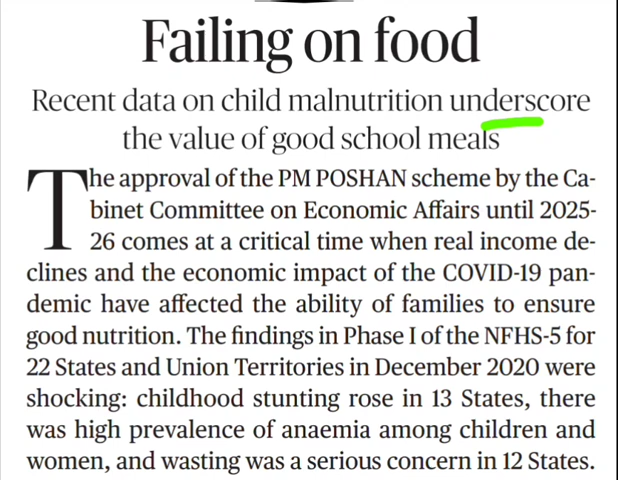 Failing on food
Recent data on child malnutrition underscore
the value of good school meals
The approval of the PM POSHAN scheme by the Ca-
binet Committee on Economic Affairs until 2025-
26 comes at a critical time when real income de-
clines and the economic impact of the COVID-19 pan-
demic have affected the ability of families to ensure
good nutrition. The findings in Phase I of the NFHS-5 for
22 States and Union Territories in December 2020 were
shocking: childhood stunting rose in 13 States, there
was high prevalence of anaemia among children and
women, and wasting was a serious concern in 12 States.